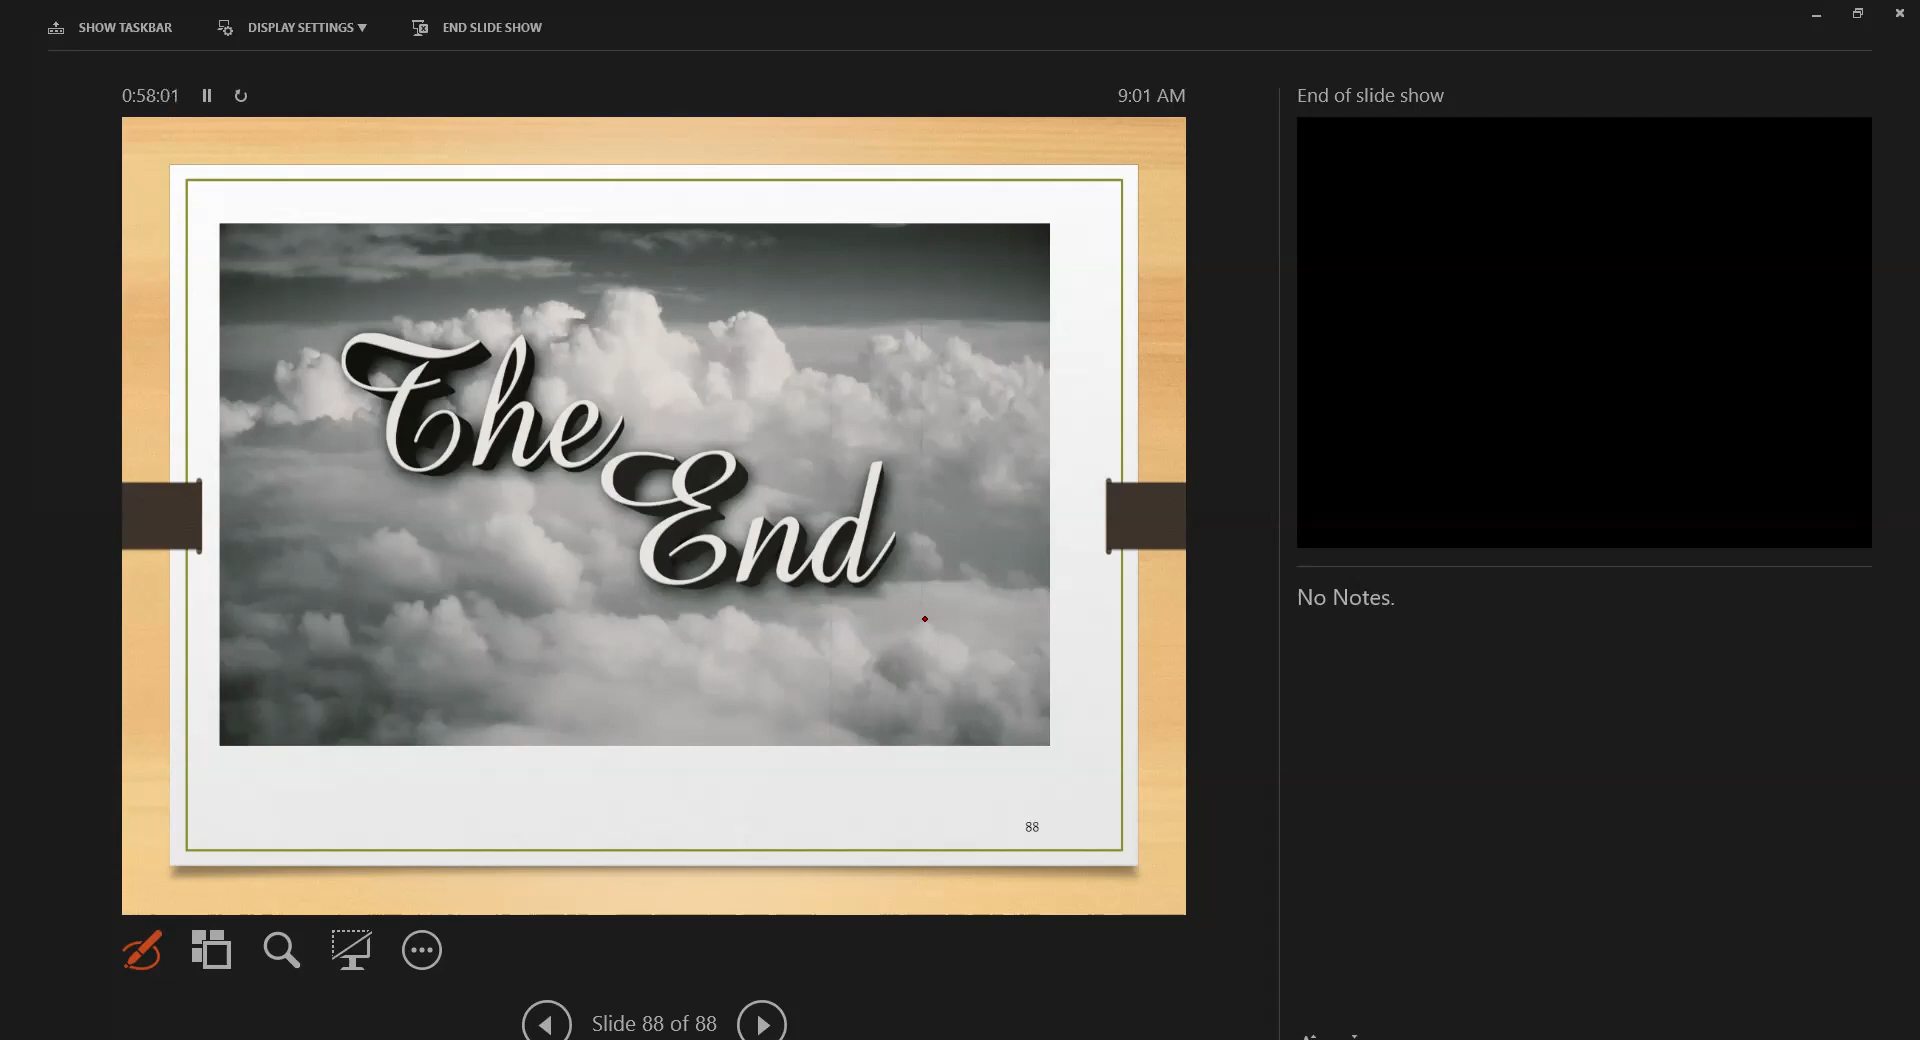 SHOW TASKBAR
DISPLAY SETTINGS
END SLIDE SHOW
0:58:01
9:01 AM
End of slide show
The
End
No Notes.
88
Slide 88 of 88